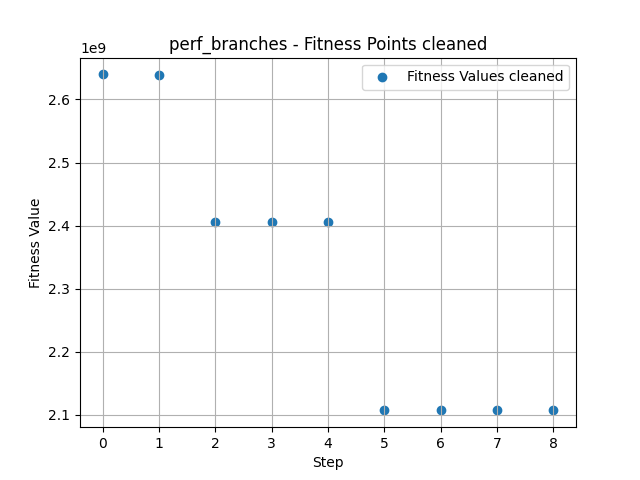 perf_branches - Fitness Points cleaned
1e9
Fitness Values cleaned
2.6
2.5
2.4
2.3
2.2
2.1
Fitness Value
0 1 2 3 4 5 6 7 8
Step